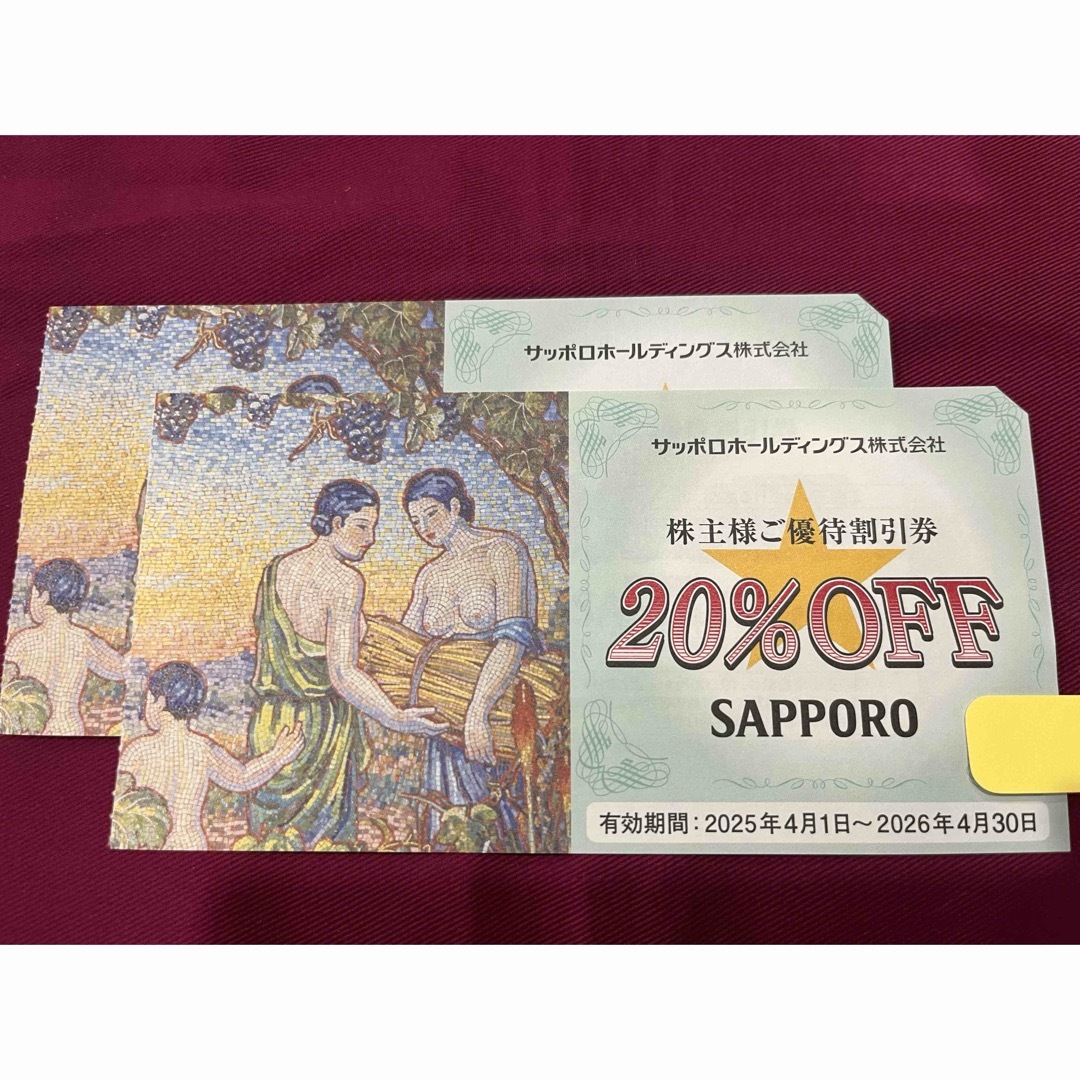 サッポロホールディングス株式会社
サッポロホールディングス株式会社
株主様ご優待割引券
20%OFF
SAPPORO
有効期間：2025年4月1日～2026年4月30日